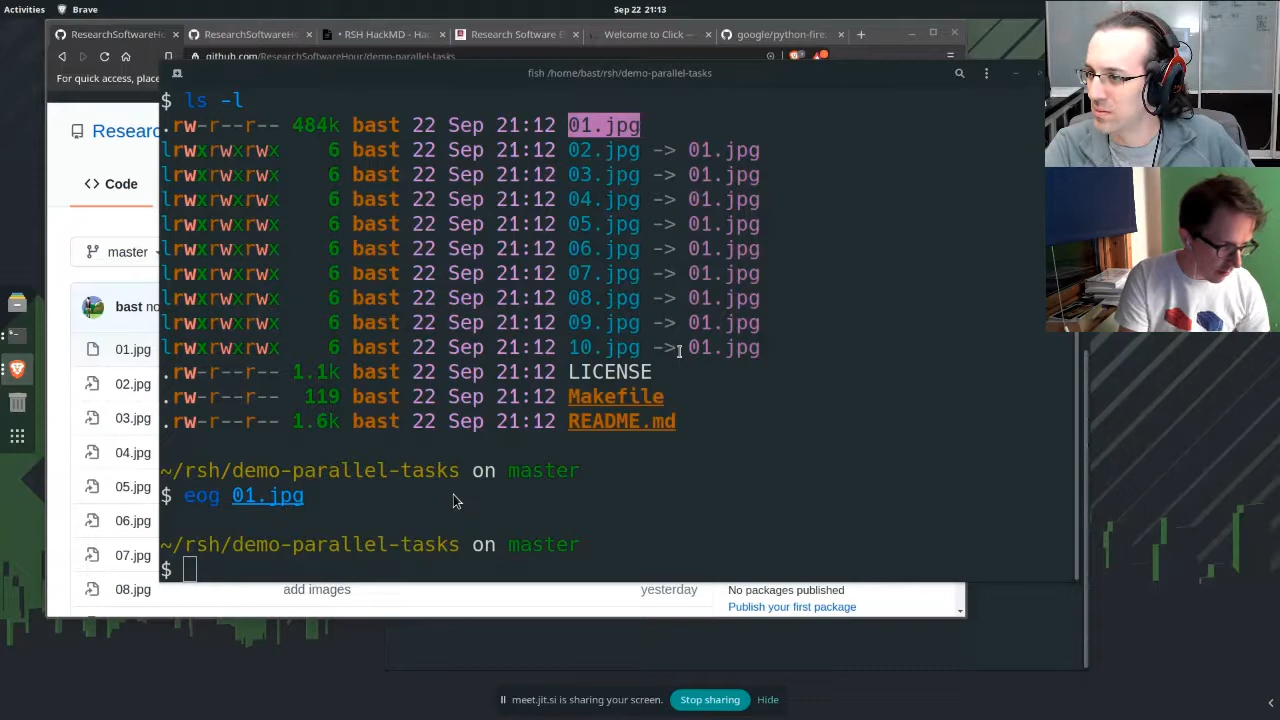 Activities
Brave
Sep 22 21:13
ResearchSoftwareHo
ResearchSoftwareHo
• RSH HackMD - Hac
Research Software E
Welcome to Click —
google/python-fire:
github.com/ResearchSoftwareHour/demo-parallel-tasks
For quick access, place
fish /home/bast/rsh/demo-parallel-tasks
$ ls -l
.rw-r--r-- 484k bast 22 Sep 21:12 01.jpg
lrwxrwxrwx 6 bast 22 Sep 21:12 02.jpg -> 01.jpg
lrwxrwxrwx 6 bast 22 Sep 21:12 03.jpg -> 01.jpg
lrwxrwxrwx 6 bast 22 Sep 21:12 04.jpg -> 01.jpg
lrwxrwxrwx 6 bast 22 Sep 21:12 05.jpg -> 01.jpg
lrwxrwxrwx 6 bast 22 Sep 21:12 06.jpg -> 01.jpg
lrwxrwxrwx 6 bast 22 Sep 21:12 07.jpg -> 01.jpg
lrwxrwxrwx 6 bast 22 Sep 21:12 08.jpg -> 01.jpg
lrwxrwxrwx 6 bast 22 Sep 21:12 09.jpg -> 01.jpg
lrwxrwxrwx 6 bast 22 Sep 21:12 10.jpg -> 01.jpg
.rw-r--r-- 1.1k bast 22 Sep 21:12 LICENSE
.rw-r--r-- 119 bast 22 Sep 21:12 Makefile
.rw-r--r-- 1.6k bast 22 Sep 21:12 README.md
~/rsh/demo-parallel-tasks on master
$ eog 01.jpg
~/rsh/demo-parallel-tasks on master
$
Researc
Code
master
bast no
01.jpg
02.jpg
03.jpg
04.jpg
05.jpg
06.jpg
07.jpg
08.jpg
add images
yesterday
No packages published
Publish your first package
meet.jit.si is sharing your screen.
Stop sharing
Hide